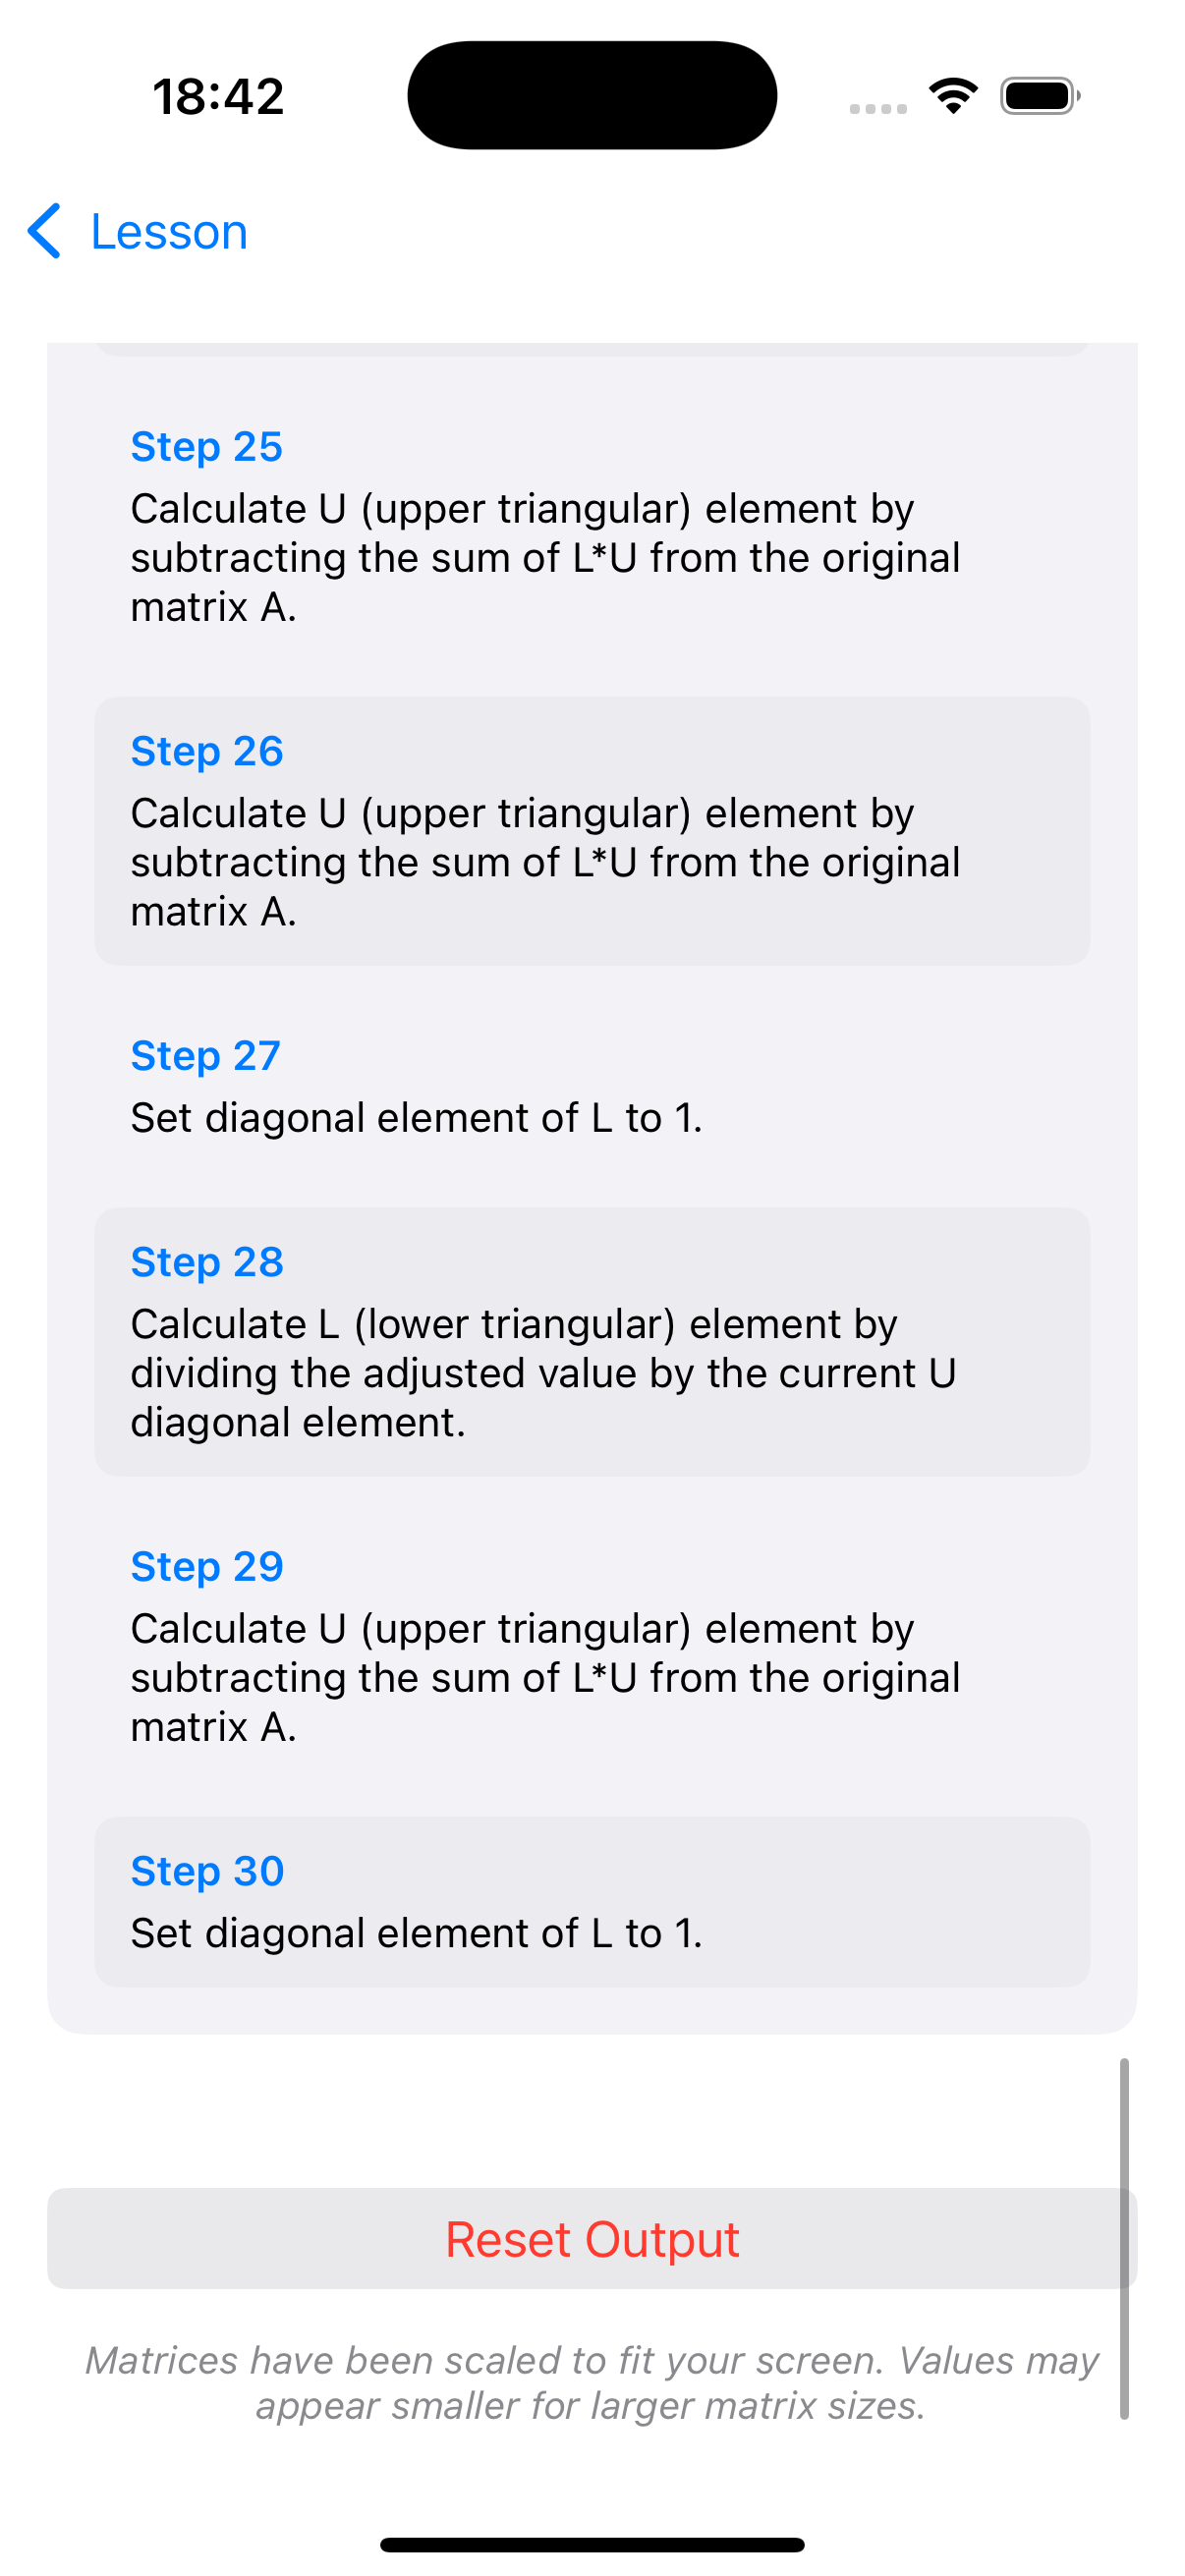 18:42
Lesson
Step 25
Calculate U (upper triangular) element by
subtracting the sum of L*U from the original
matrix A.
Step 26
Calculate U (upper triangular) element by
subtracting the sum of L*U from the original
matrix A.
Step 27
Set diagonal element of L to 1.
Step 28
Calculate L (lower triangular) element by
dividing the adjusted value by the current U
diagonal element.
Step 29
Calculate U (upper triangular) element by
subtracting the sum of L*U from the original
matrix A.
Step 30
Set diagonal element of L to 1.
Reset Output
Matrices have been scaled to fit your screen. Values may
appear smaller for larger matrix sizes.